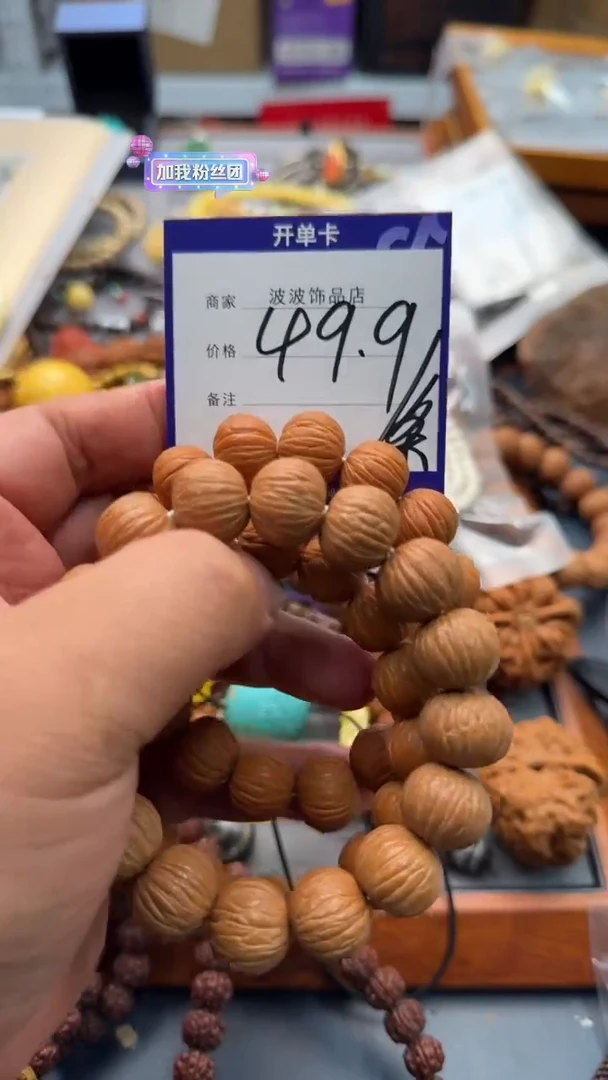 加我粉丝团
开单卡
商家 波波饰品店
价格 49.9/条
备注